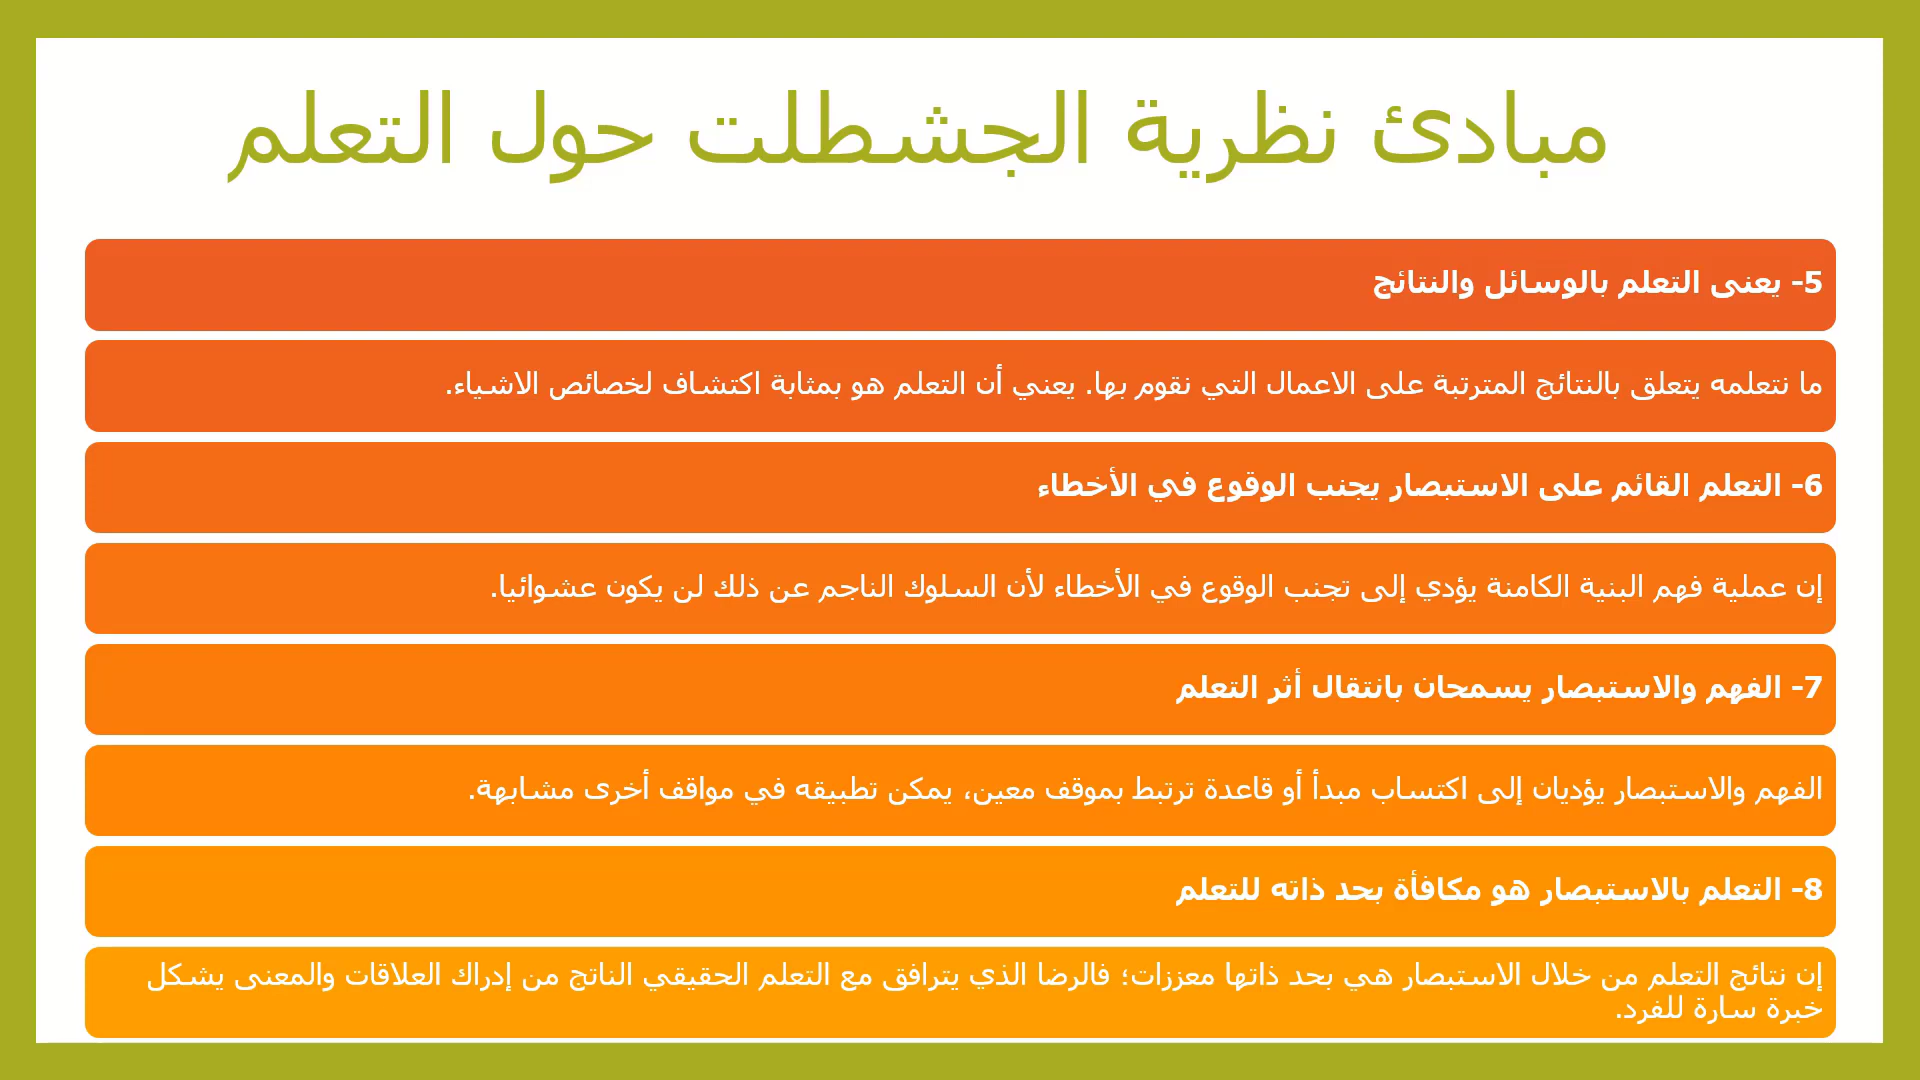 مبادئ نظرية الجشطلت حول التعلم
5- يعنى التعلم بالوسائل والنتائج
ما نتعلمه يتعلق بالنتائج المترتبة على الاعمال التي نقوم بها. يعني أن التعلم هو بمثابة اكتشاف لخصائص الاشياء.
6- التعلم القائم على الاستبصار يجنب الوقوع في الأخطاء
إن عملية فهم البنية الكامنة يؤدي إلى تجنب الوقوع في الأخطاء لأن السلوك الناجم عن ذلك لن يكون عشوائيا.
7- الفهم والاستبصار يسمحان بانتقال أثر التعلم
الفهم والاستبصار يؤديان إلى اكتساب مبدأ أو قاعدة ترتبط بموقف معين، يمكن تطبيقه في مواقف أخرى مشابهة.
8- التعلم بالاستبصار هو مكافأة بحد ذاته للتعلم
إن نتائج التعلم من خلال الاستبصار هي بحد ذاتها معززات؛ فالرضا الذي يترافق مع التعلم الحقيقي الناتج من إدراك العلاقات والمعنى يشكل
خبرة سارة للفرد.